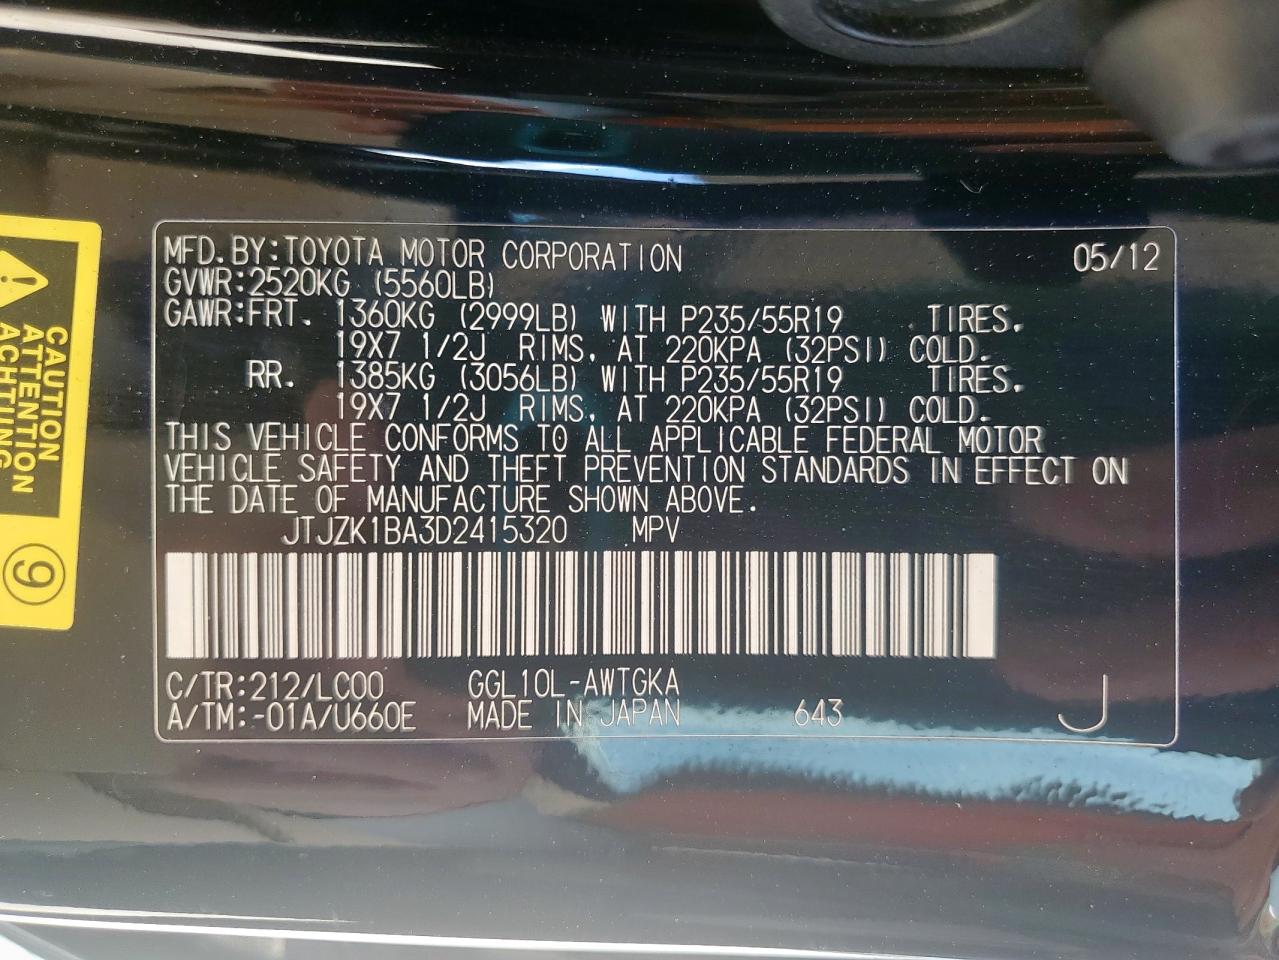 MFD.BY:TOYOTA MOTOR CORPORATION 05/12
GVWR:2520KG (5560LB)
GAWR:FRT. 1360KG (2999LB) WITH P235/55R19 TIRES,
19X7 1/2J RIMS, AT 220KPA (32PSI) COLD.
RR. 1385KG (3056LB) WITH P235/55R19 TIRES,
19X7 1/2J RIMS, AT 220KPA (32PSI) COLD.
THIS VEHICLE CONFORMS TO ALL APPLICABLE FEDERAL MOTOR
VEHICLE SAFETY AND THEFT PREVENTION STANDARDS IN EFFECT ON
THE DATE OF MANUFACTURE SHOWN ABOVE.
JTJZK1BA3D2415320 MPV
C/TR:212/LC00 GGL10L-AWTGKA
A/TM:-01A/U660E MADE IN JAPAN 643 J
CAUTION
ATTENTION
ACHTUNG
9